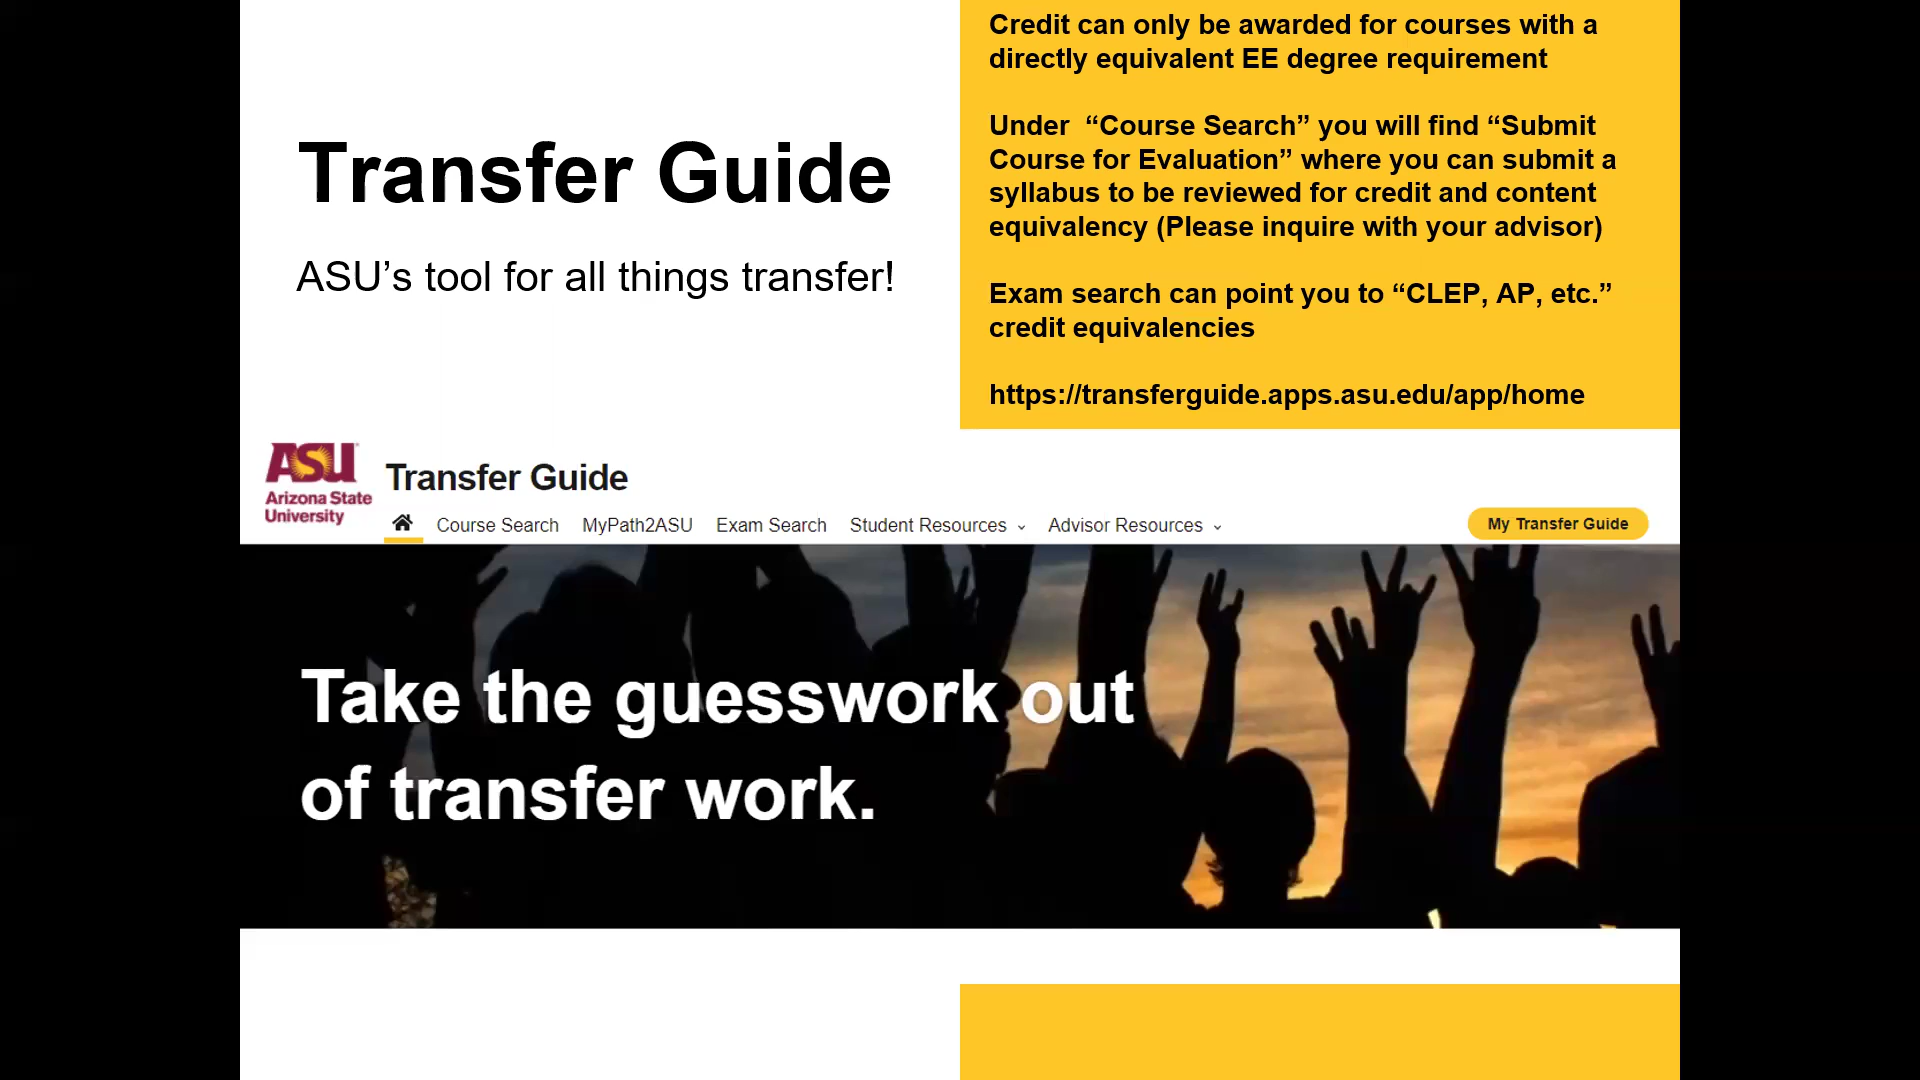 Transfer Guide
ASU’s tool for all things transfer!
Credit can only be awarded for courses with a
directly equivalent EE degree requirement
Under “Course Search” you will find “Submit
Course for Evaluation” where you can submit a
syllabus to be reviewed for credit and content
equivalency (Please inquire with your advisor)
Exam search can point you to “CLEP, AP, etc.”
credit equivalencies
https://transferguide.apps.asu.edu/app/home
ASU
Arizona State
University
Transfer Guide
Course Search MyPath2ASU Exam Search Student Resources Advisor Resources
My Transfer Guide
Take the guesswork out
of transfer work.